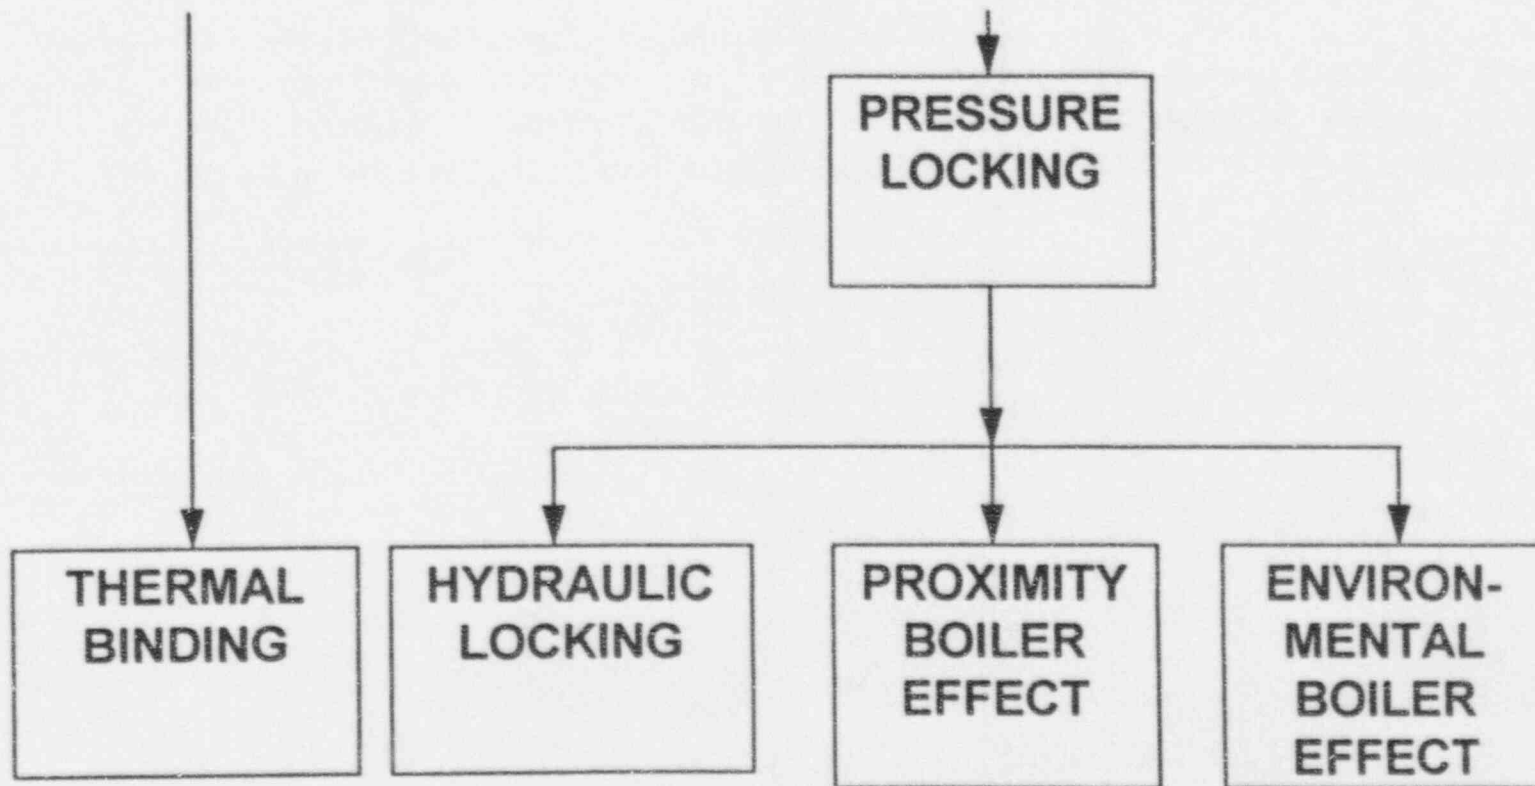 PRESSURE
LOCKING
THERMAL
BINDING
HYDRAULIC
LOCKING
PROXIMITY
BOILER
EFFECT
ENVIRON-
MENTAL
BOILER
EFFECT